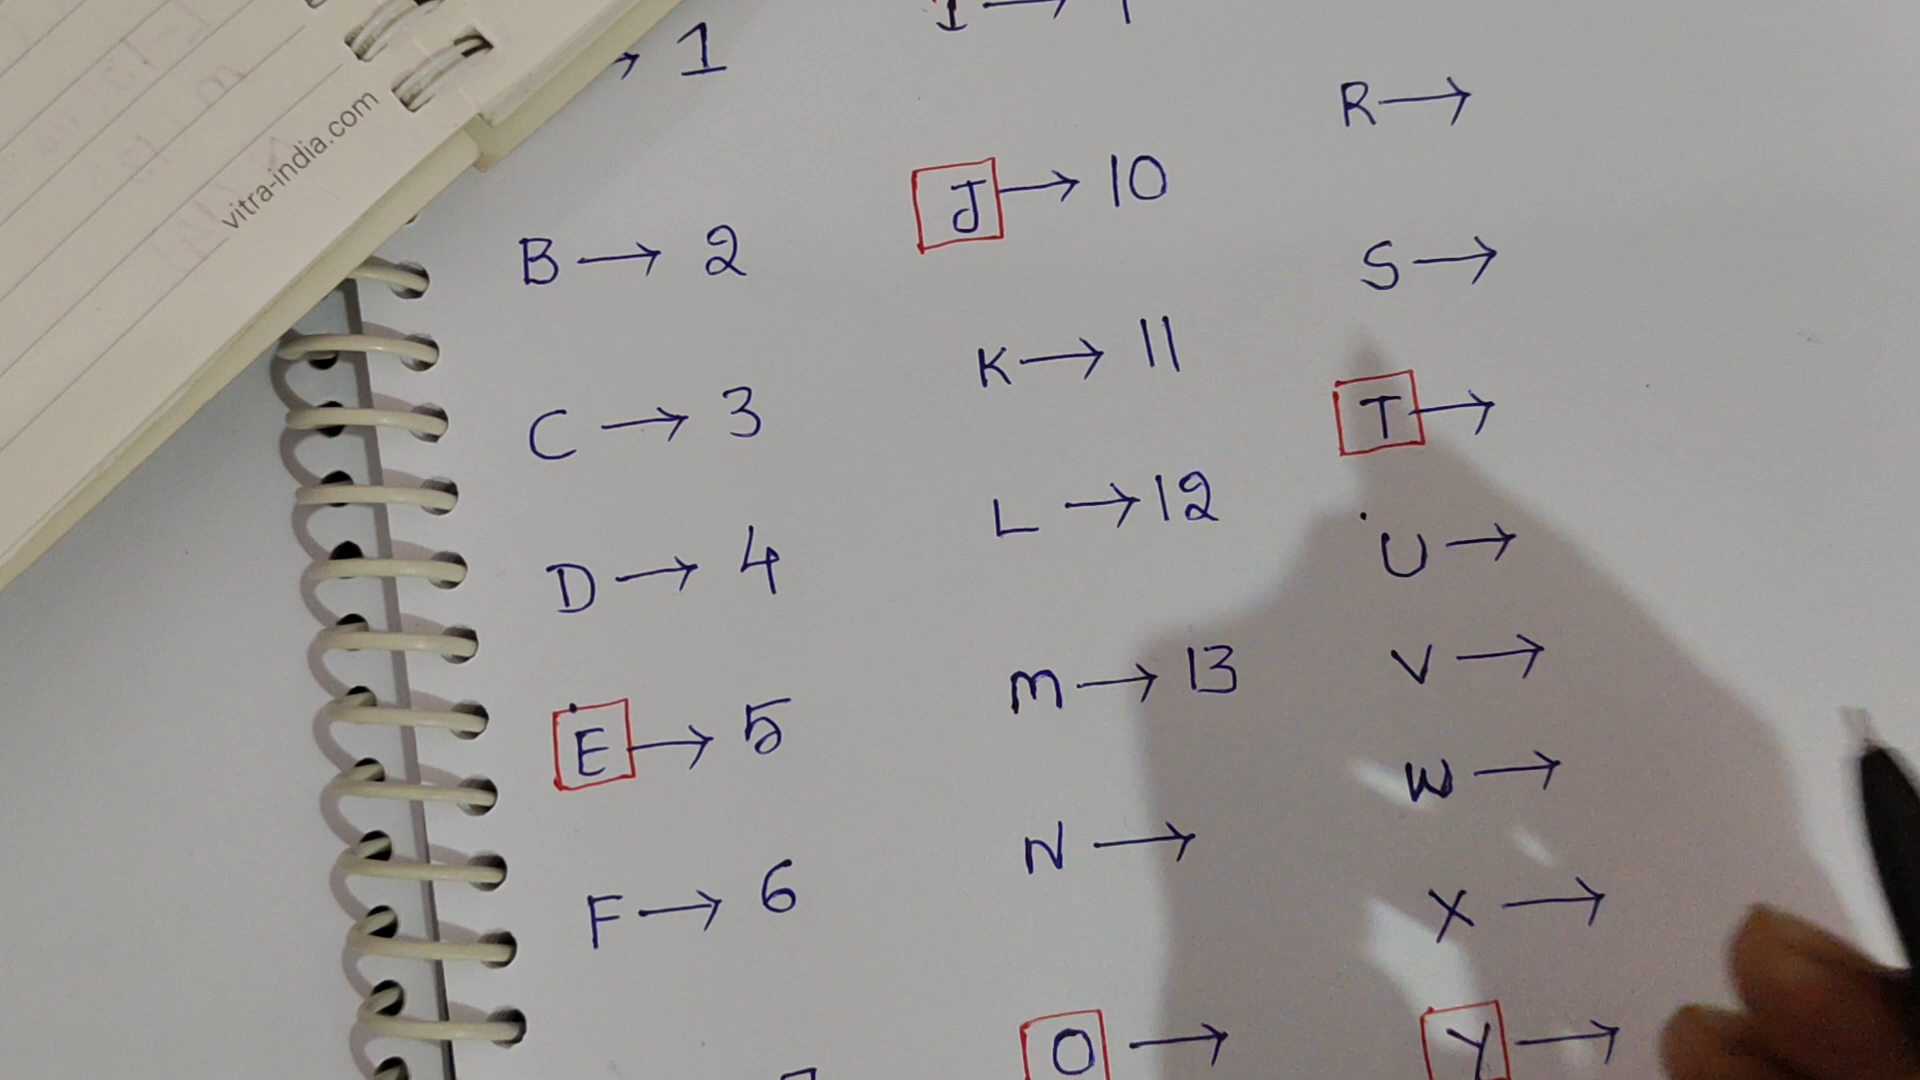 vitra-india.com
→ 1
B → 2
C → 3
D → 4
E → 5
F → 6
I →
J → 10
K → 11
L → 12
M → 13
N →
O →
R →
S →
T →
U →
V →
W →
X →
Y →